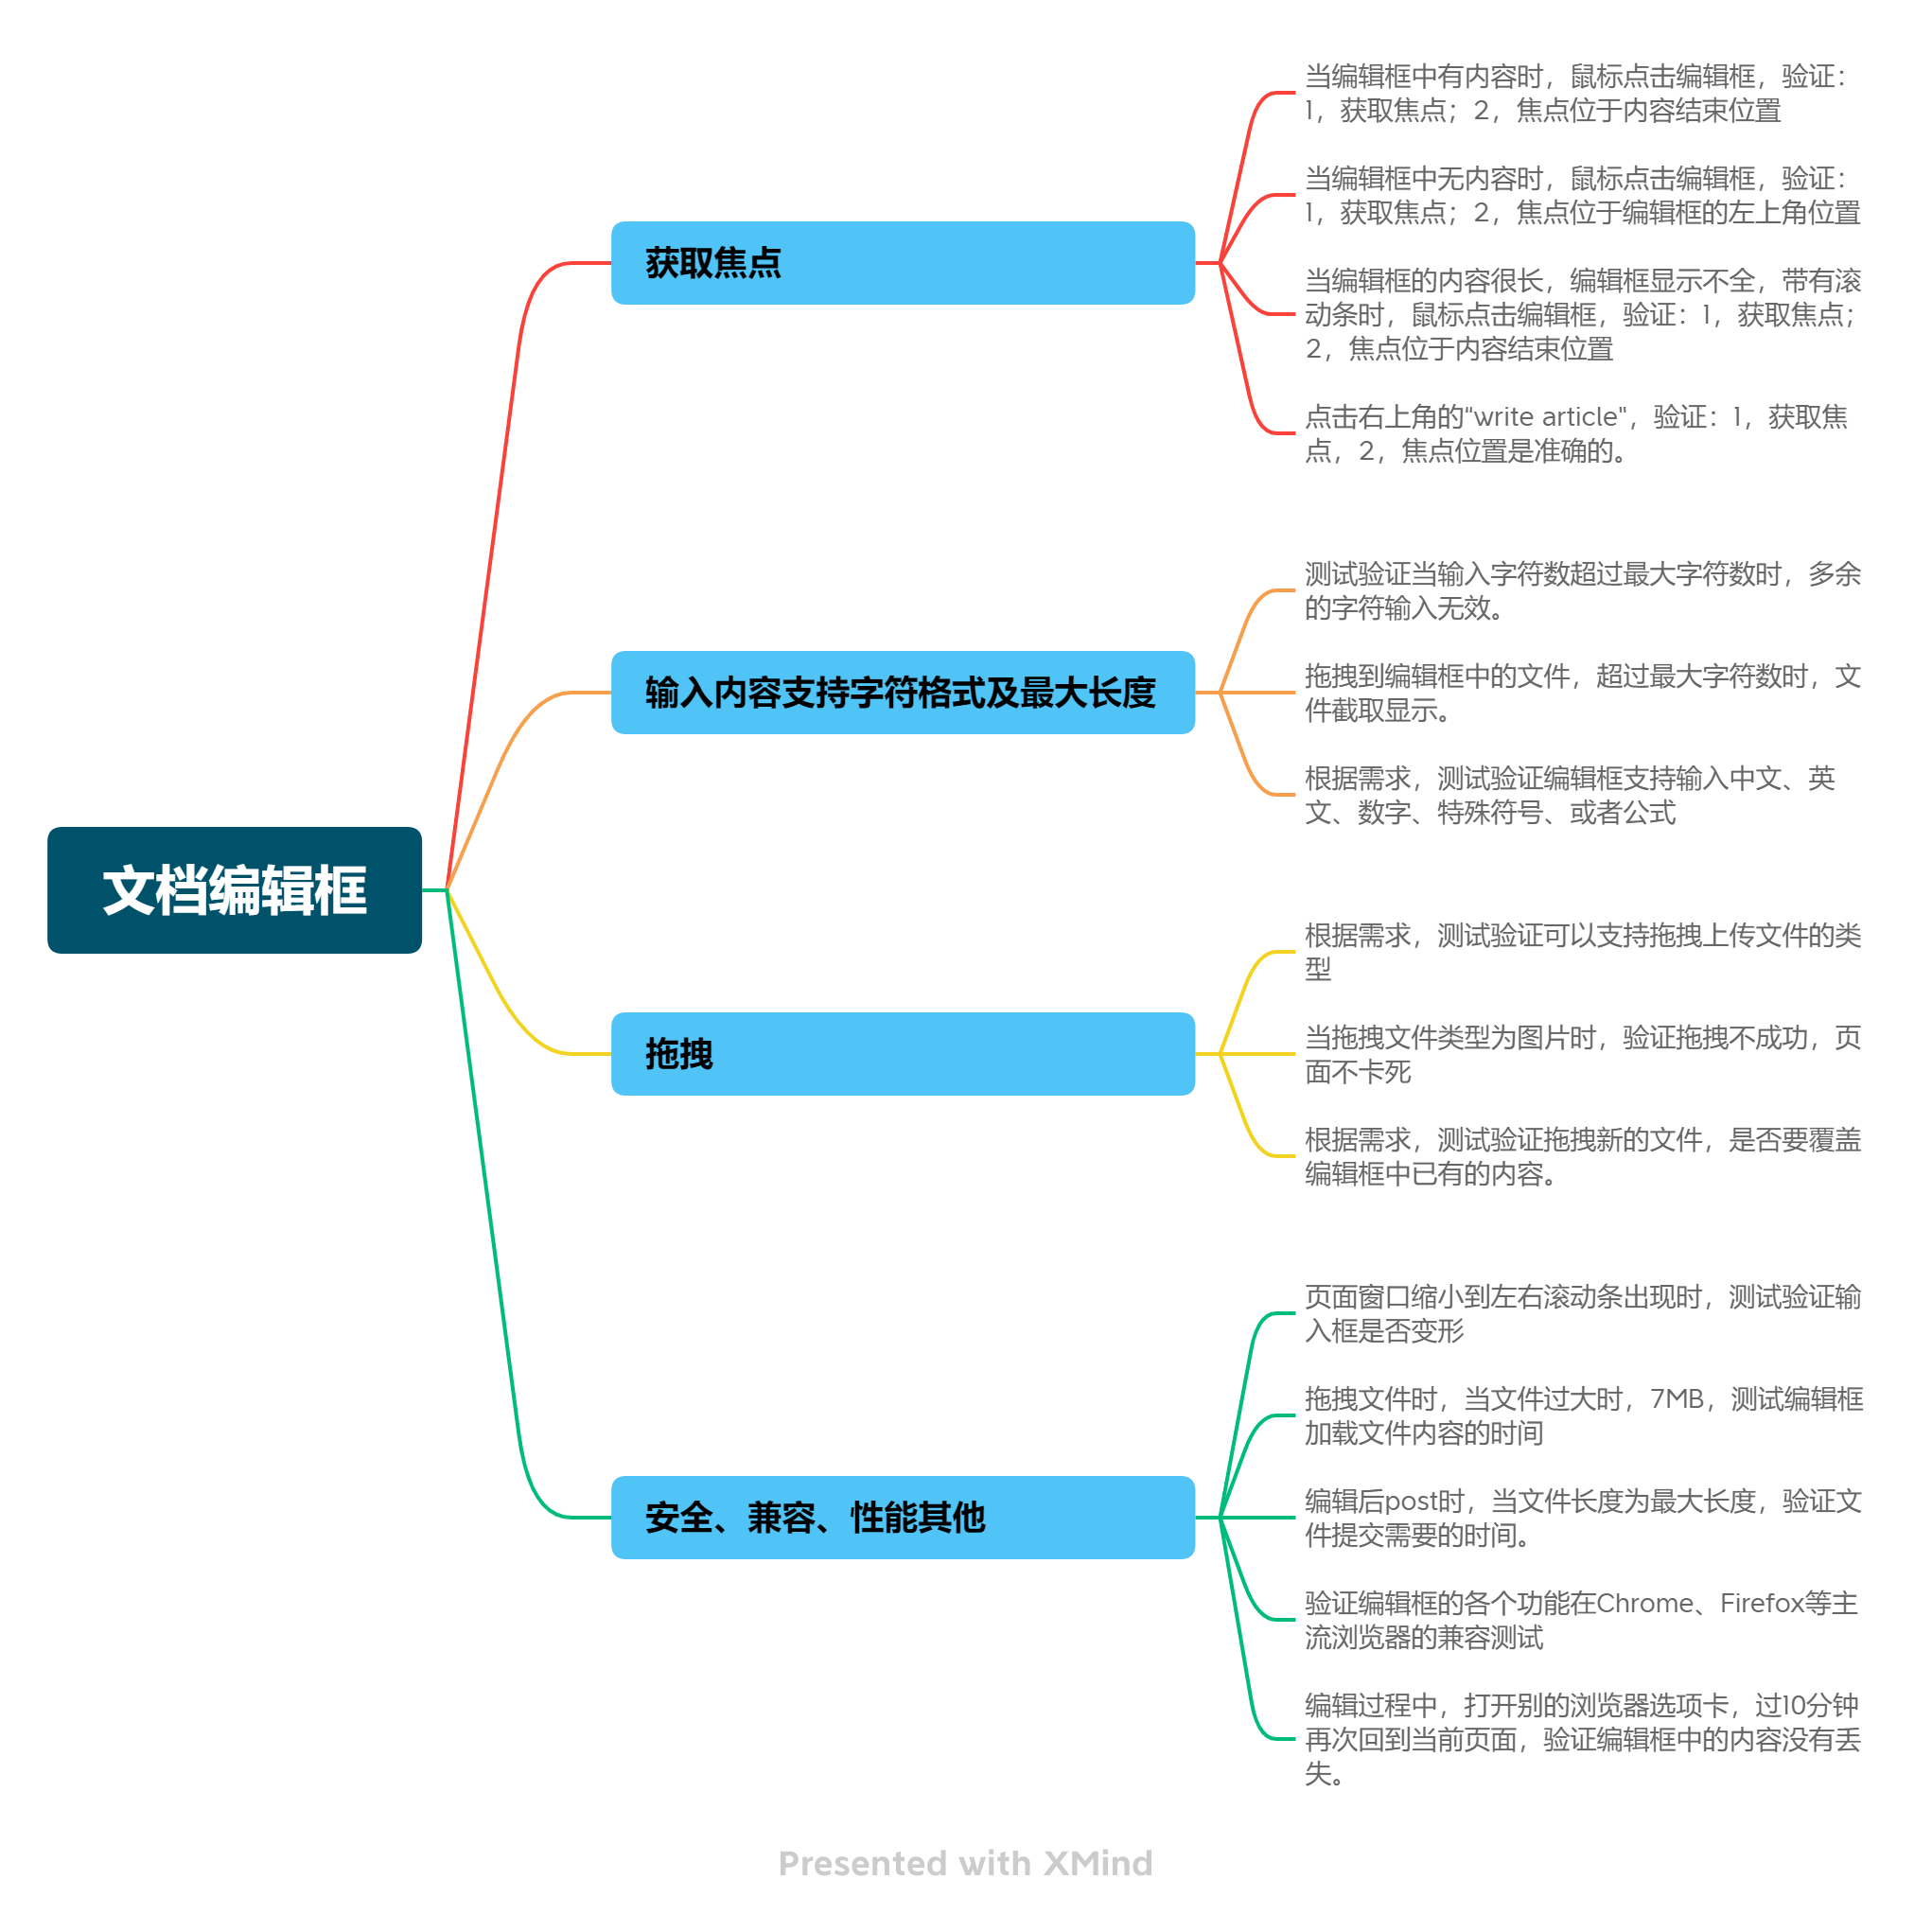 当编辑框中有内容时，鼠标点击编辑框，验证：
1，获取焦点；2，焦点位于内容结束位置
当编辑框中无内容时，鼠标点击编辑框，验证：
1，获取焦点；2，焦点位于编辑框的左上角位置
获取焦点
当编辑框的内容很长，编辑框显示不全，带有滚
动条时，鼠标点击编辑框，验证：1，获取焦点；
2，焦点位于内容结束位置
点击右上角的“write article"，验证：1，获取焦
点，2，焦点位置是准确的。
测试验证当输入字符数超过最大字符数时，多余
的字符输入无效。
输入内容支持字符格式及最大长度
拖拽到编辑框中的文件，超过最大字符数时，文
件截取显示。
根据需求，测试验证编辑框支持输入中文、英
文、数字、特殊符号、或者公式
文档编辑框
根据需求，测试验证可以支持拖拽上传文件的类
型
拖拽
当拖拽文件类型为图片时，验证拖拽不成功，页
面不卡死
根据需求，测试验证拖拽新的文件，是否要覆盖
编辑框中已有的内容。
页面窗口缩小到左右滚动条出现时，测试验证输
入框是否变形
拖拽文件时，当文件过大时，7MB，测试编辑框
加载文件内容的时间
安全、兼容、性能其他
编辑后post时，当文件长度为最大长度，验证文
件提交需要的时间。
验证编辑框的各个功能在Chrome、Firefox等主
流浏览器的兼容测试
编辑过程中，打开别的浏览器选项卡，过10分钟
再次回到当前页面，验证编辑框中的内容没有丢
失。
Presented with XMind